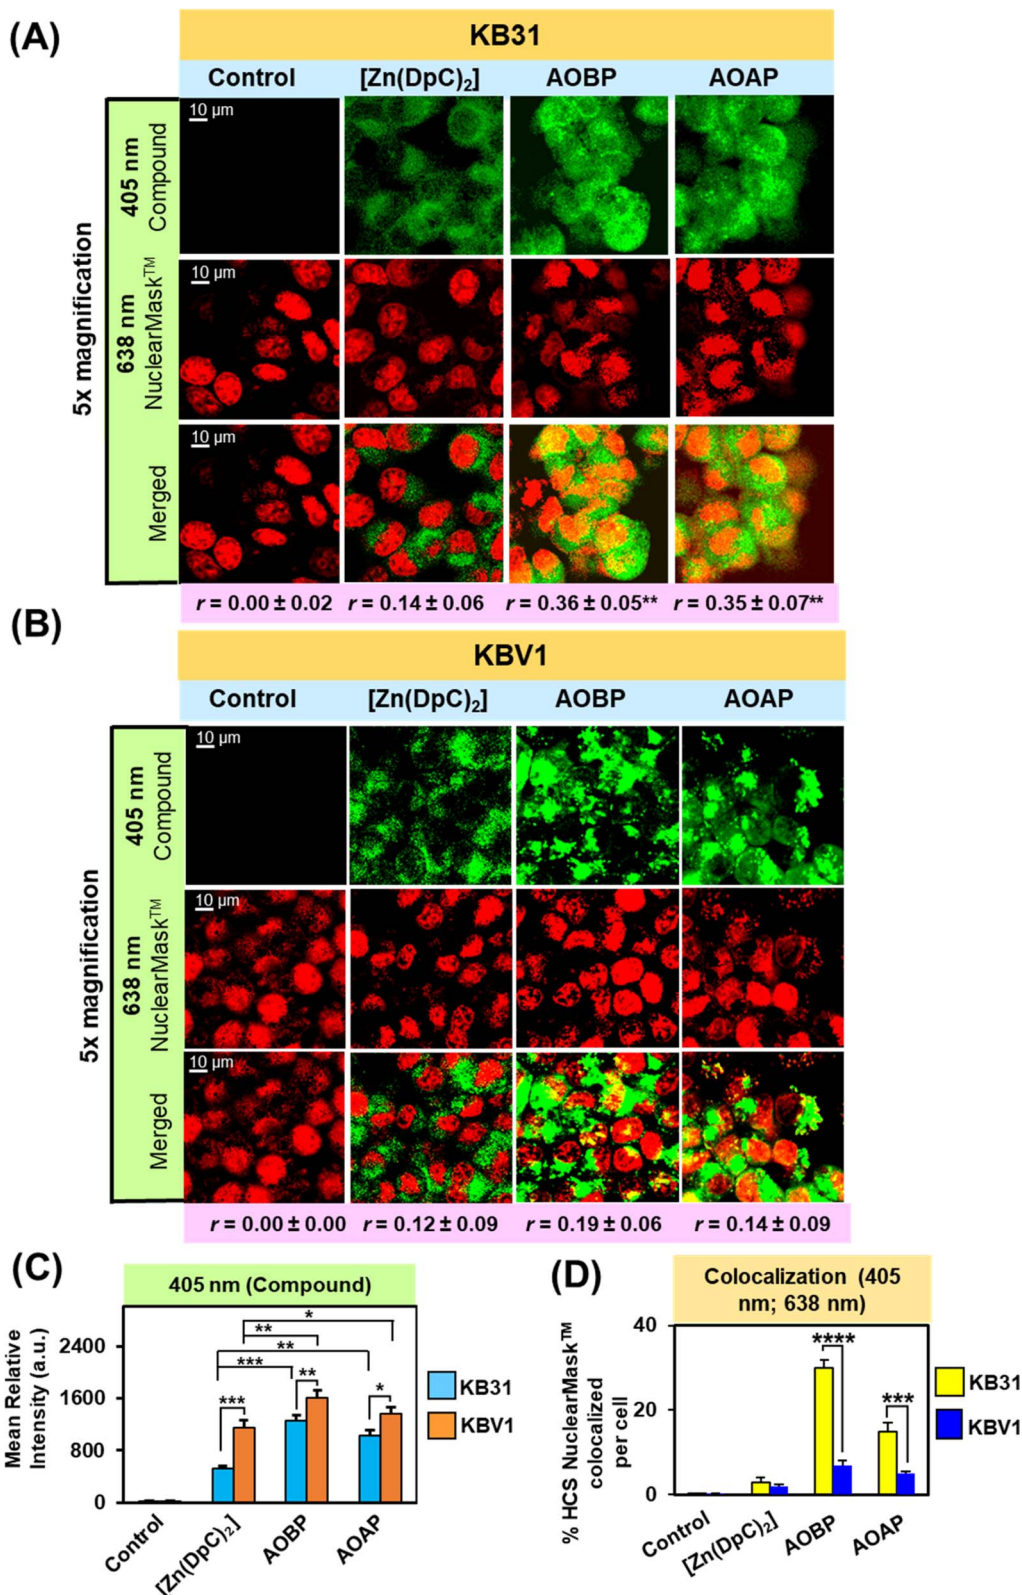 (A)
KB31
Control [Zn(DpC)₂] AOBP AOAP
5x magnification
405 nm
Compound
10 µm
638 nm
NuclearMask™
10 µm
Merged
10 µm
r = 0.00 ± 0.02 r = 0.14 ± 0.06 r = 0.36 ± 0.05** r = 0.35 ± 0.07**
(B)
KBV1
Control [Zn(DpC)₂] AOBP AOAP
5x magnification
405 nm
Compound
10 µm
638 nm
NuclearMask™
10 µm
Merged
10 µm
r = 0.00 ± 0.00 r = 0.12 ± 0.09 r = 0.19 ± 0.06 r = 0.14 ± 0.09
(C)
405 nm (Compound)
Mean Relative
Intensity (a.u.)
2400
1600
800
0
*
**
**
***
**
***
*
KB31
KBV1
Control
[Zn(DpC)₂]
AOBP
AOAP
(D)
Colocalization (405
nm; 638 nm)
% HCS NuclearMask™
colocalized
per cell
40
20
0
****
***
KB31
KBV1
Control
[Zn(DpC)₂]
AOBP
AOAP